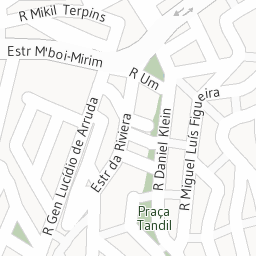 R Mikil Terpins
Estr M'boi-Mirim
R Um
R Gen Lucídio de Arruda
Estr da Riviera
R Daniel Klein
R Miguel Luís Figueira
Praça
Tandil